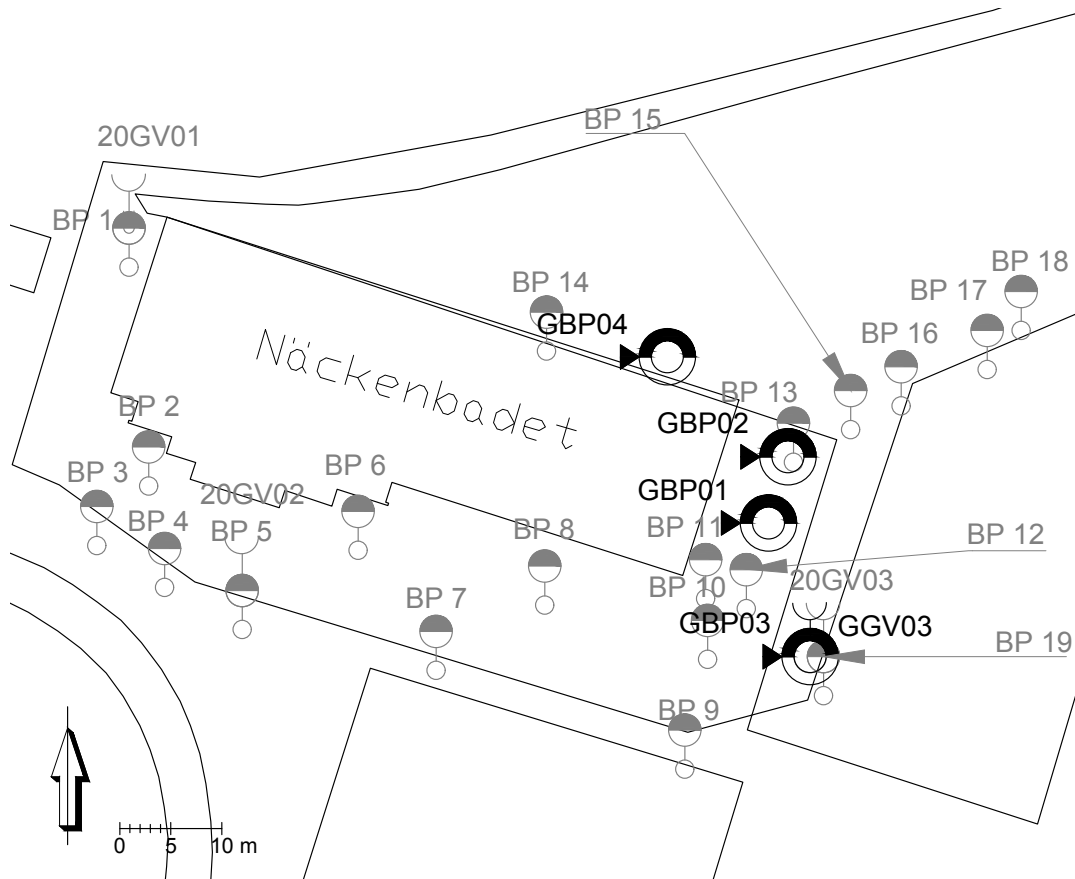 BP 15
20GV01
BP 1
BP 18
BP 17
BP 14
GBP04
BP 16
Näckenbadet
BP 13
BP 2
GBP02
BP 3
BP 6
20GV02
GBP01
BP 4
BP 5
BP 8
BP 11
BP 12
BP 10
20GV03
BP 7
GBP03
GGV03
BP 19
BP 9
0 5 10 m